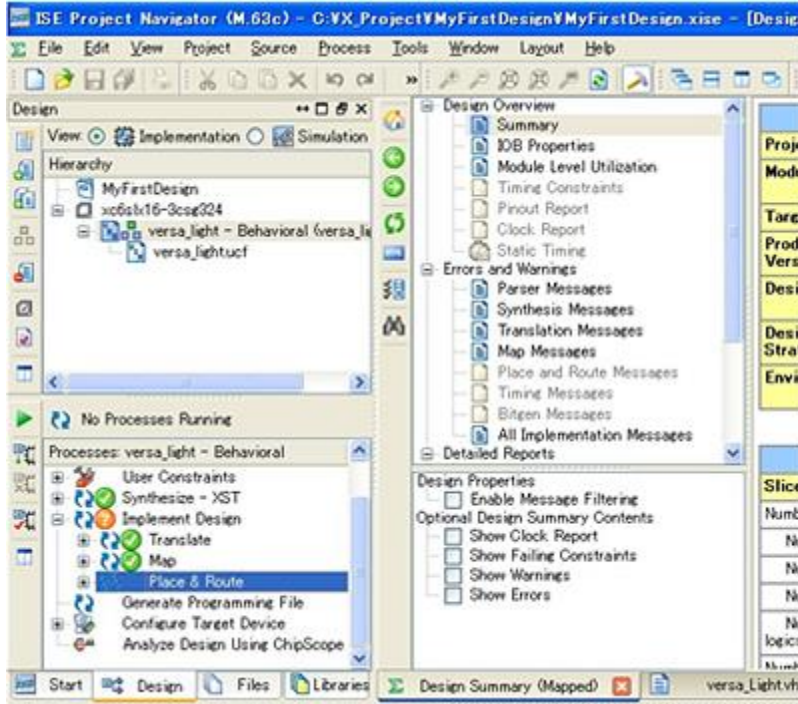 ISE Project Navigator (M.63c) - C:¥X_Project¥MyFirstDesign¥MyFirstDesign.xise - [Desig
File Edit View Project Source Process Tools Window Layout Help
Design
View: Implementation Simulation
Hierarchy
MyFirstDesign
xc6slx16-3csg324
versa_light - Behavioral (versa_lig
versa_light.ucf
No Processes Running
Processes: versa_light - Behavioral
User Constraints
Synthesize - XST
Implement Design
Translate
Map
Place & Route
Generate Programming File
Configure Target Device
Analyze Design Using ChipScope
Start Design Files Libraries
Design Overview
Summary
IOB Properties
Module Level Utilization
Timing Constraints
Pinout Report
Clock Report
Static Timing
Errors and Warnings
Parser Messages
Synthesis Messages
Translation Messages
Map Messages
Place and Route Messages
Timing Messages
Bitgen Messages
All Implementation Messages
Detailed Reports
Design Properties
Enable Message Filtering
Optional Design Summary Contents
Show Clock Report
Show Failing Constraints
Show Warnings
Show Errors
Proje
Modu
Targe
Prod
Vers
Desi
Desi
Strat
Envi
Slice
Numb
Nu
Nu
Nu
Nu
logic
Design Summary (Mapped) versa_Light.vh